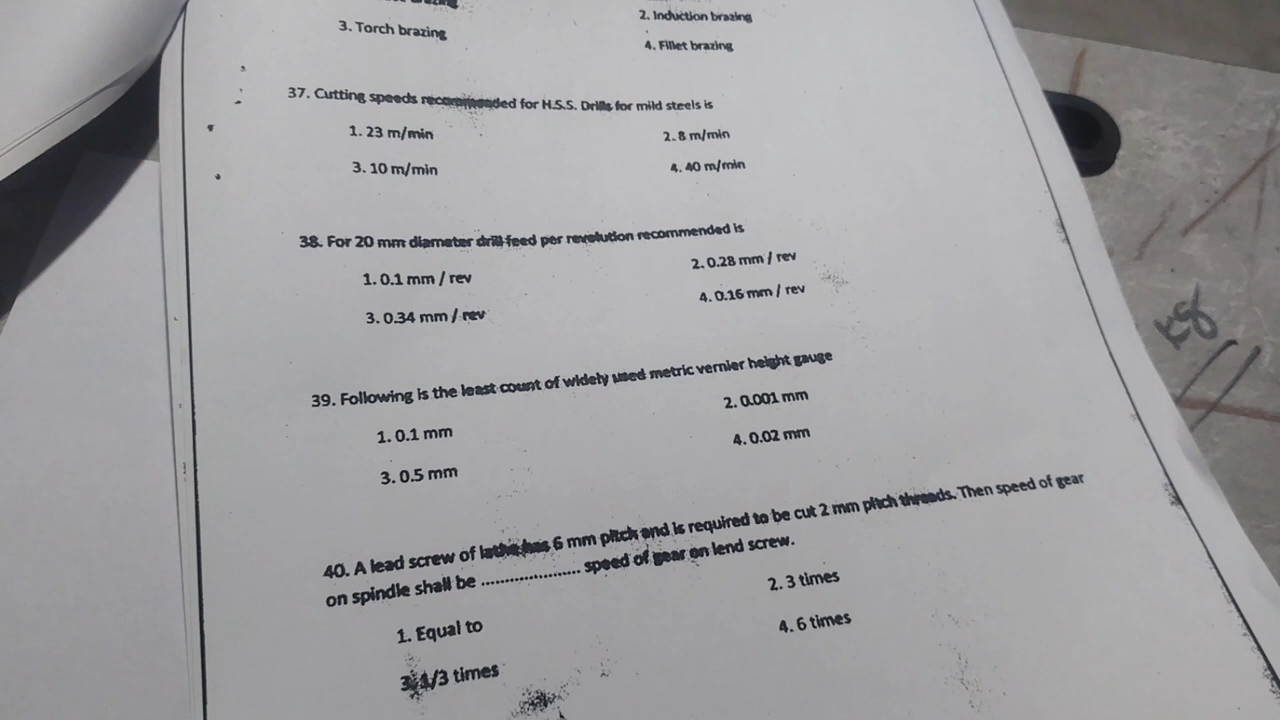 2. Induction brazing
3. Torch brazing
4. Fillet brazing
37. Cutting speeds recommended for H.S.S. Drills for mild steels is
1. 23 m/min
2. 8 m/min
3. 10 m/min
4. 40 m/min
38. For 20 mm diameter drill feed per revolution recommended is
1. 0.1 mm / rev
2. 0.28 mm / rev
3. 0.34 mm / rev
4. 0.16 mm / rev
39. Following is the least count of widely used metric vernier height gauge
1. 0.1 mm
2. 0.001 mm
3. 0.5 mm
4. 0.02 mm
40. A lead screw of lathe has 6 mm pitch and is required to be cut 2 mm pitch threads. Then speed of gear
on spindle shall be ..................... speed of gear on lend screw.
1. Equal to
2. 3 times
3. 1/3 times
4. 6 times